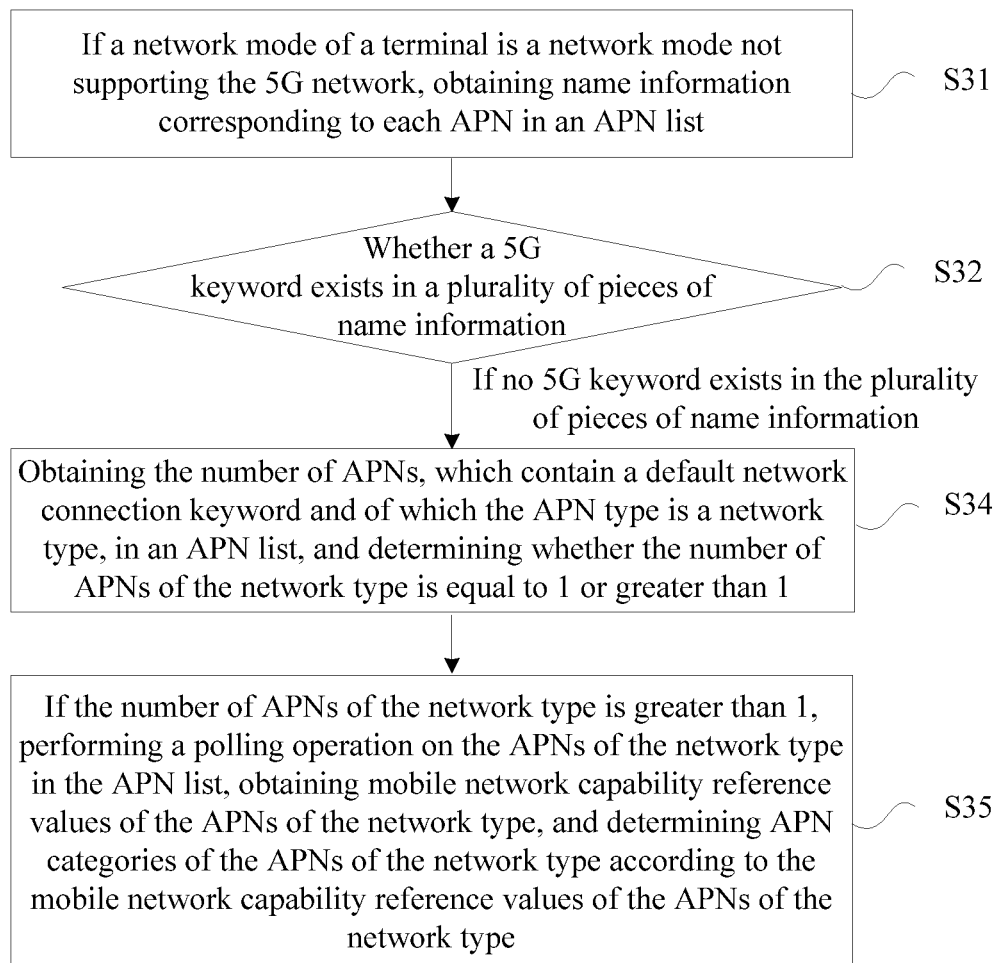 If a network mode of a terminal is a network mode not
supporting the 5G network, obtaining name information
corresponding to each APN in an APN list
S31
Whether a 5G
keyword exists in a plurality of pieces of
name information
S32
If no 5G keyword exists in the plurality
of pieces of name information
Obtaining the number of APNs, which contain a default network
connection keyword and of which the APN type is a network
type, in an APN list, and determining whether the number of
APNs of the network type is equal to 1 or greater than 1
S34
If the number of APNs of the network type is greater than 1,
performing a polling operation on the APNs of the network type
in the APN list, obtaining mobile network capability reference
values of the APNs of the network type, and determining APN
categories of the APNs of the network type according to the
mobile network capability reference values of the APNs of the
network type
S35